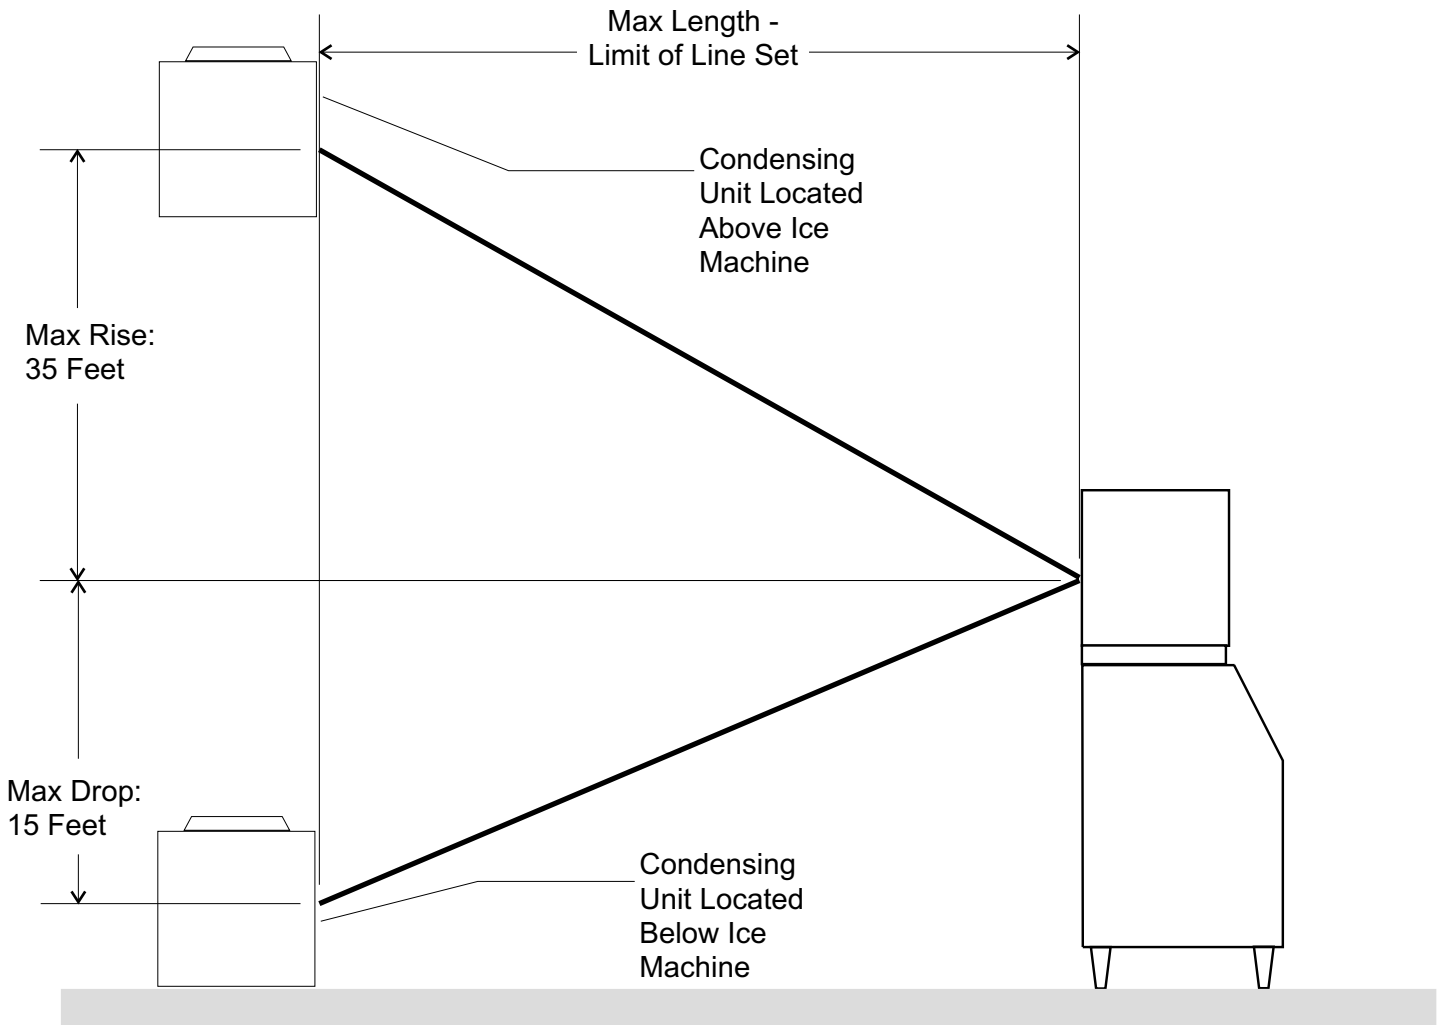 Max Length -
Limit of Line Set
Condensing
Unit Located
Above Ice
Machine
Max Rise:
35 Feet
Max Drop:
15 Feet
Condensing
Unit Located
Below Ice
Machine